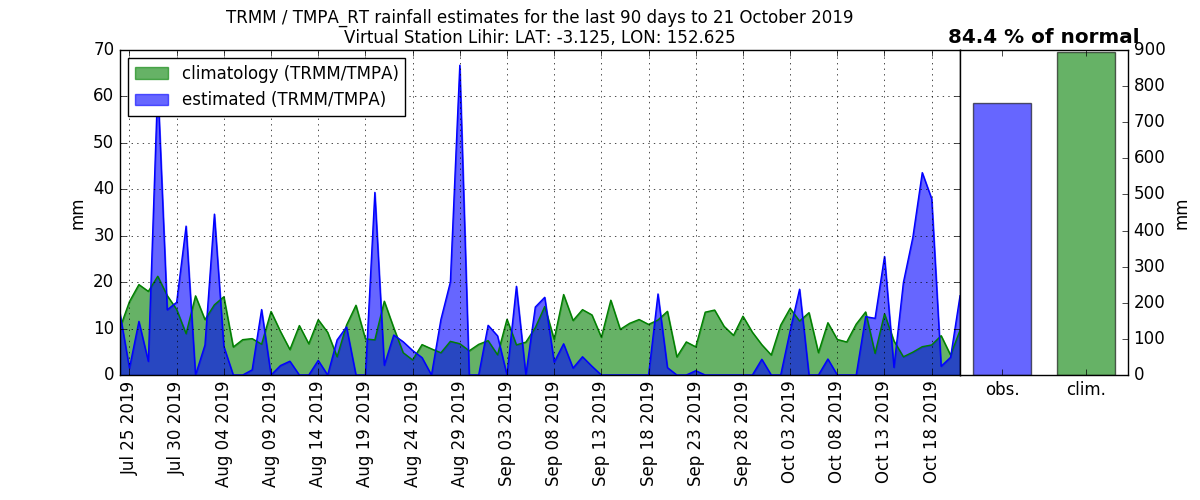 TRMM / TMPA_RT rainfall estimates for the last 90 days to 21 October 2019
Virtual Station Lihir: LAT: -3.125, LON: 152.625
84.4 % of normal
climatology (TRMM/TMPA)
estimated (TRMM/TMPA)
70
60
50
40
30
20
10
0
mm
Jul 25 2019
Jul 30 2019
Aug 04 2019
Aug 09 2019
Aug 14 2019
Aug 19 2019
Aug 24 2019
Aug 29 2019
Sep 03 2019
Sep 08 2019
Sep 13 2019
Sep 18 2019
Sep 23 2019
Sep 28 2019
Oct 03 2019
Oct 08 2019
Oct 13 2019
Oct 18 2019
900
800
700
600
500
400
300
200
100
0
mm
obs.
clim.